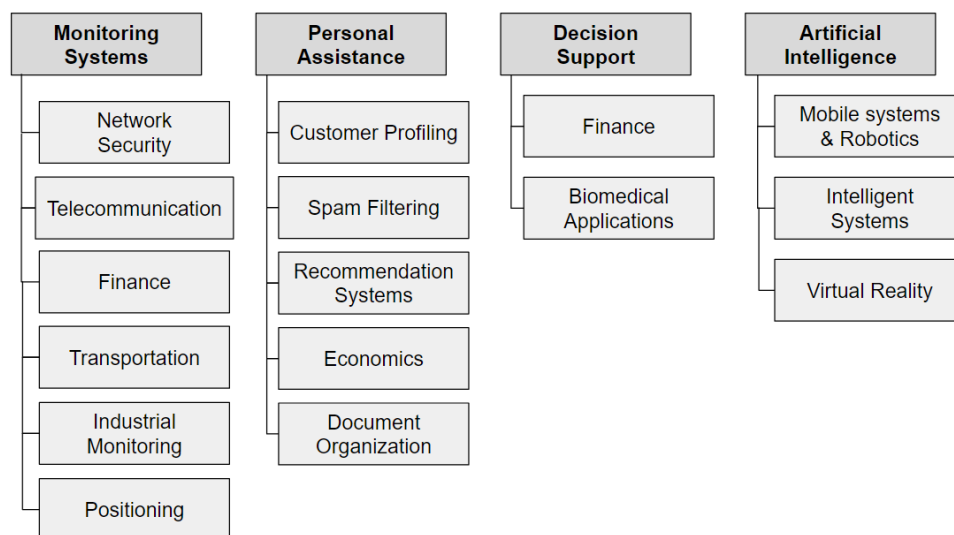 Monitoring
Systems
Network
Security
Telecommunication
Finance
Transportation
Industrial
Monitoring
Positioning
Personal
Assistance
Customer Profiling
Spam Filtering
Recommendation
Systems
Economics
Document
Organization
Decision
Support
Finance
Biomedical
Applications
Artificial
Intelligence
Mobile systems
& Robotics
Intelligent
Systems
Virtual Reality